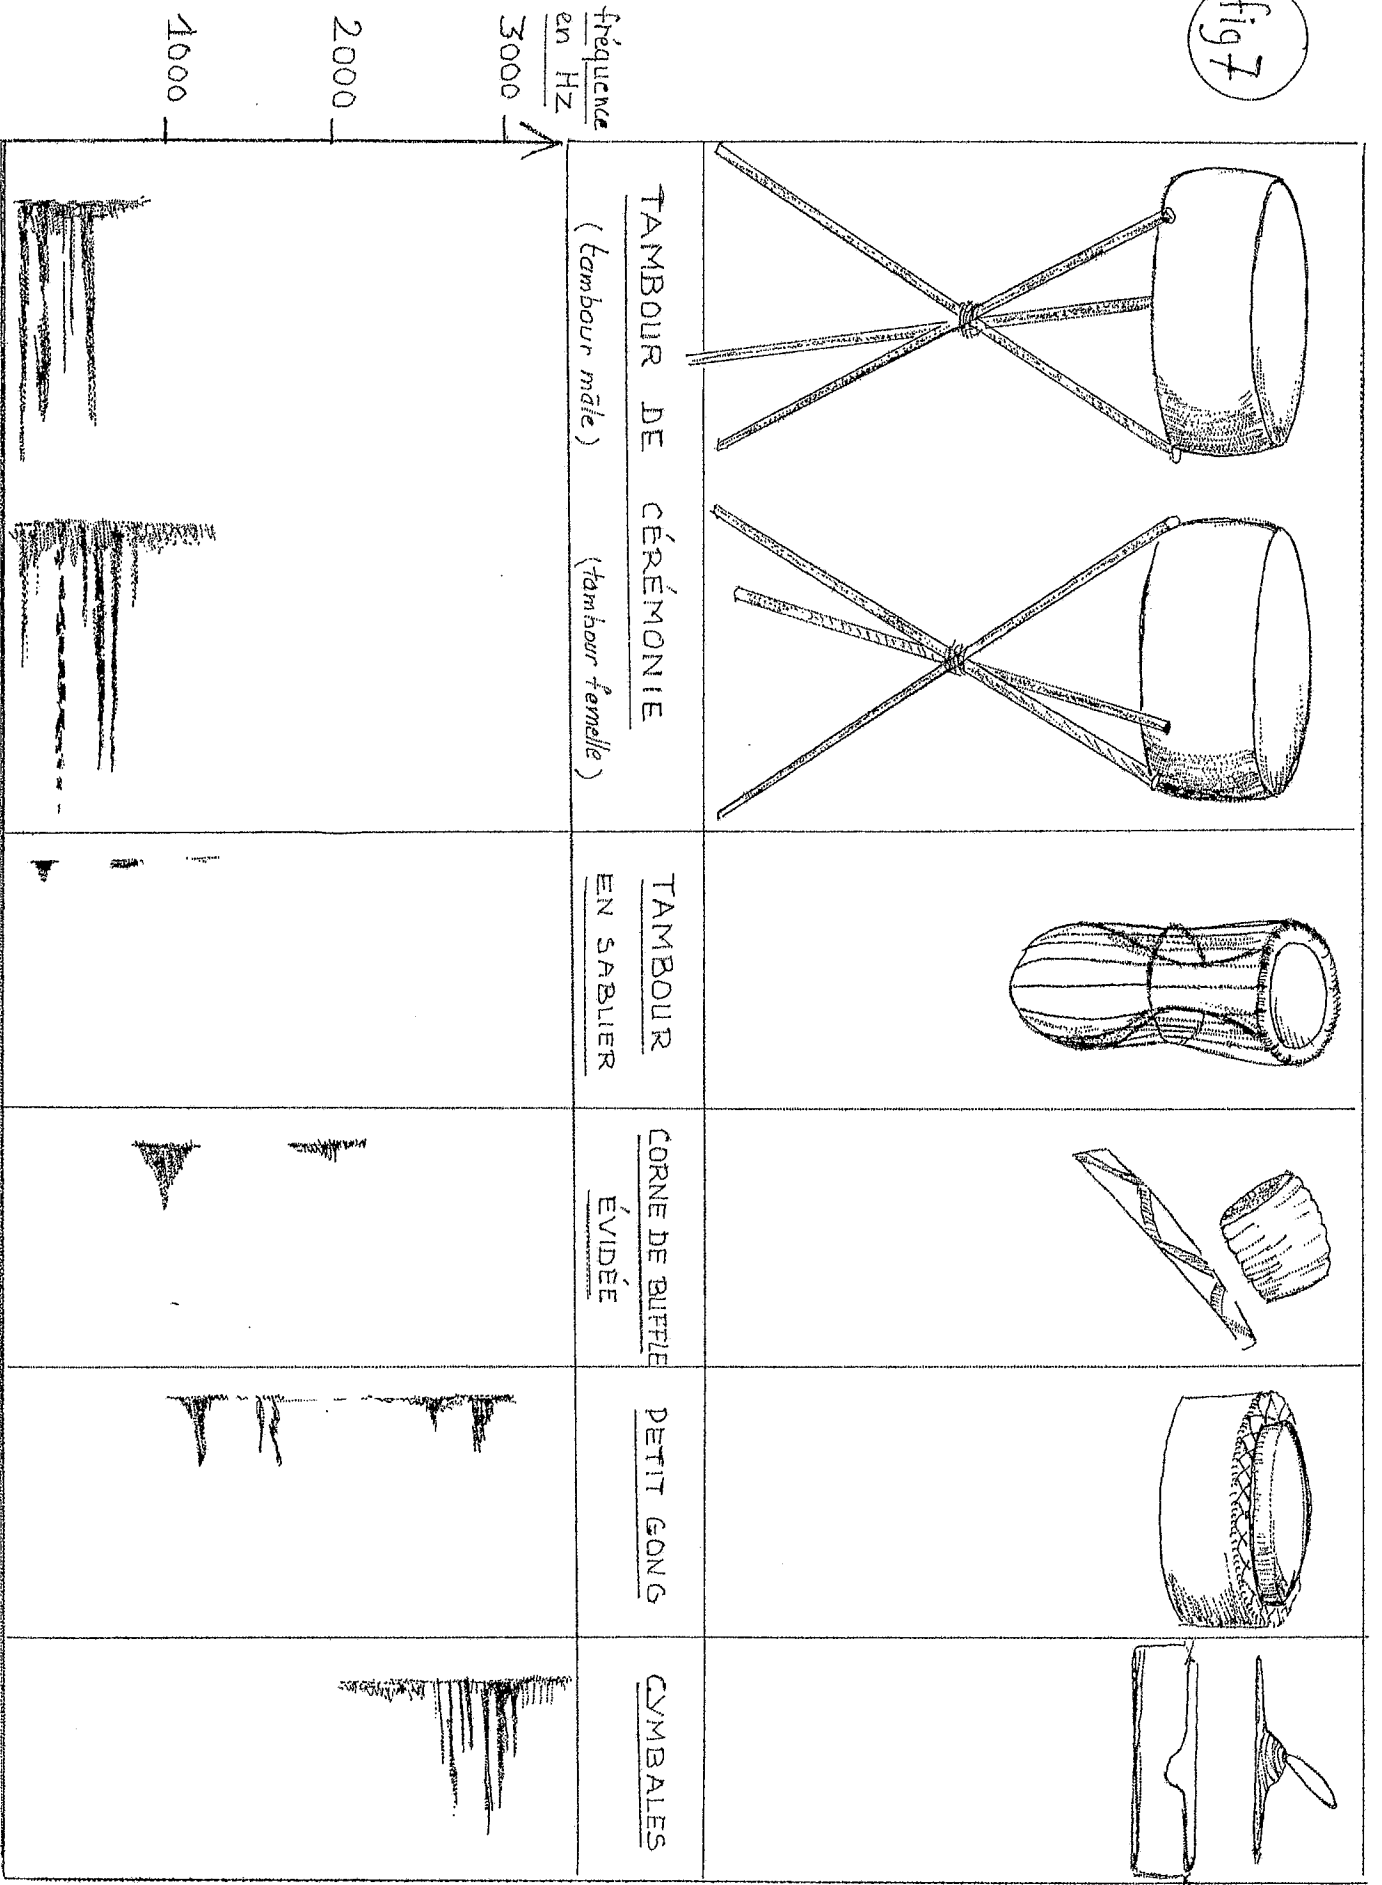 fig 7
TAMBOUR DE CÉRÉMONIE
(tambour mâle)
(tambour femelle)
TAMBOUR
EN SABLIER
CORNE DE BUFFLE
ÉVIDÉE
PETIT GONG
CYMBALES
fréquence
en Hz
3000
2000
1000